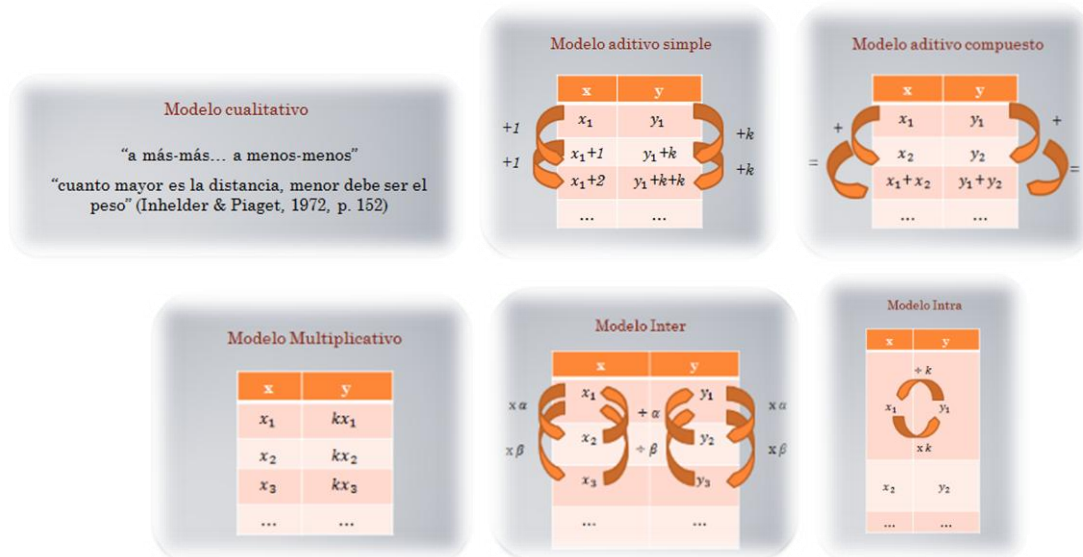 Modelo cualitativo
“a más-más... a menos-menos”
“cuanto mayor es la distancia, menor debe ser el
peso” (Inhelder & Piaget, 1972, p. 152)
Modelo aditivo simple
x y
x₁ y₁
+1 +k
x₁+1 y₁+k
+1 +k
x₁+2 y₁+k+k
... ...
Modelo aditivo compuesto
x y
x₁ y₁
+ +
x₂ y₂
= =
x₁+x₂ y₁+y₂
... ...
Modelo Multiplicativo
x y
x₁ kx₁
x₂ kx₂
x₃ kx₃
... ...
Modelo Inter
x y
x₁ y₁
x α ÷ α x α
x₂ y₂
x β ÷ β x β
x₃ y₃
... ...
Modelo Intra
x y
÷ k
x₁ y₁
x k
x₂ y₂
... ...